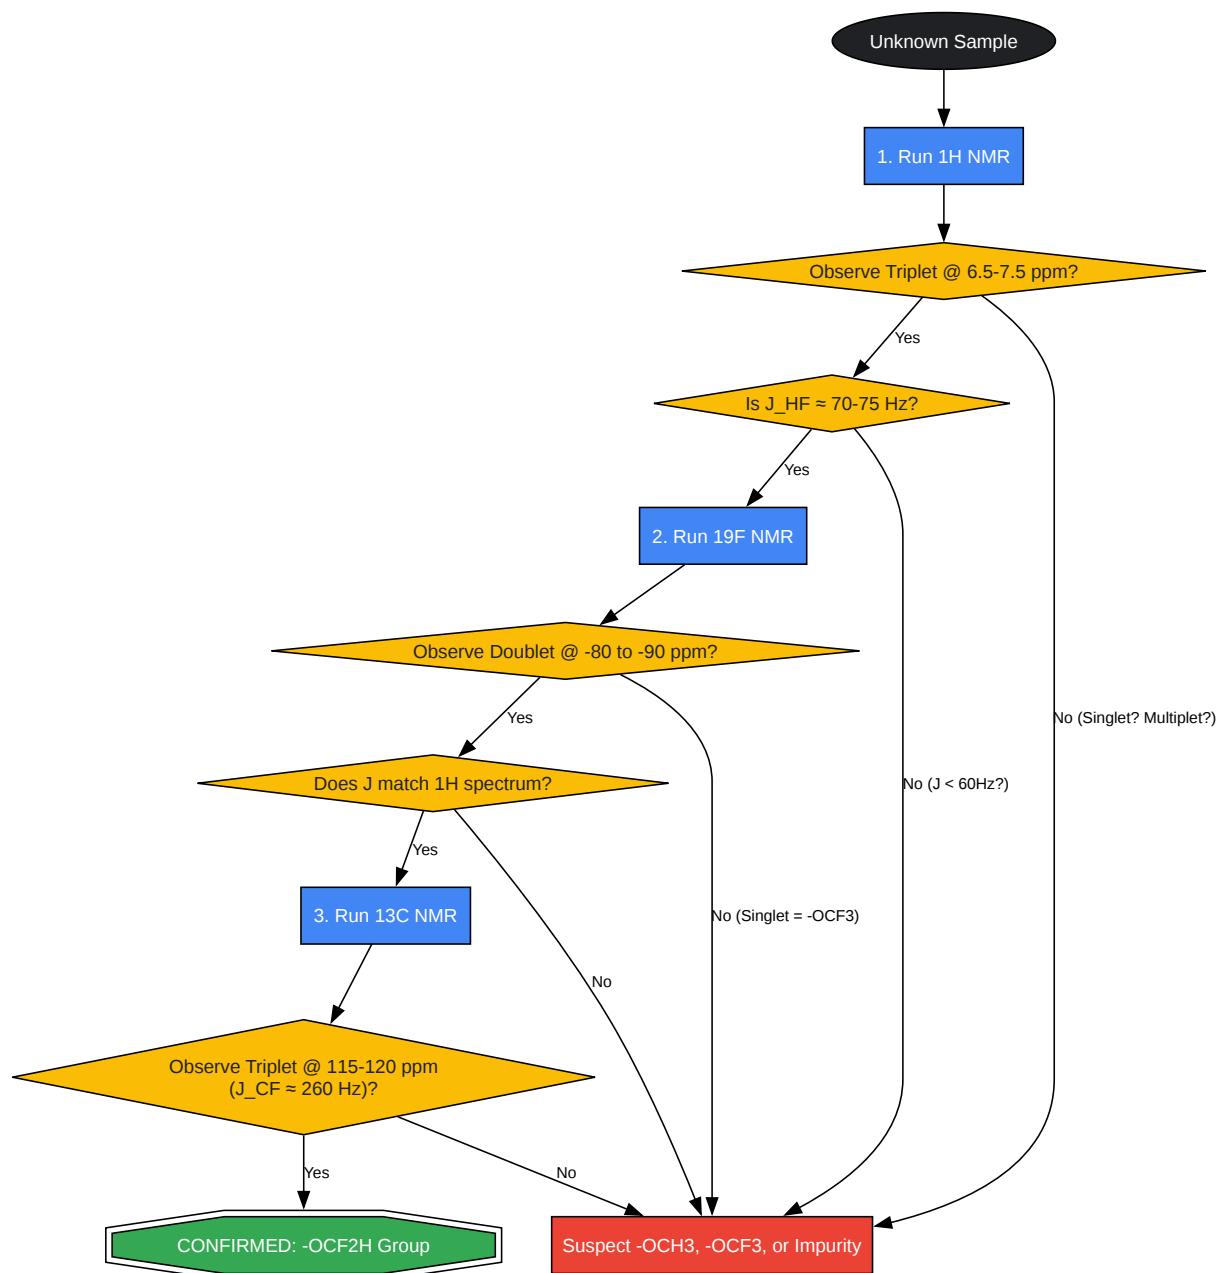 Unknown Sample
1. Run 1H NMR
Observe Triplet @ 6.5-7.5 ppm?
Yes
Is J_HF ≈ 70-75 Hz?
Yes
2. Run 19F NMR
Observe Doublet @ -80 to -90 ppm?
Yes
No (Singlet? Multiplet?)
Does J match 1H spectrum?
No (J < 60Hz?)
Yes
3. Run 13C NMR
No (Singlet = -OCF3)
No
Observe Triplet @ 115-120 ppm
(J_CF ≈ 260 Hz)?
Yes
No
CONFIRMED: -OCF2H Group
Suspect -OCH3, -OCF3, or Impurity